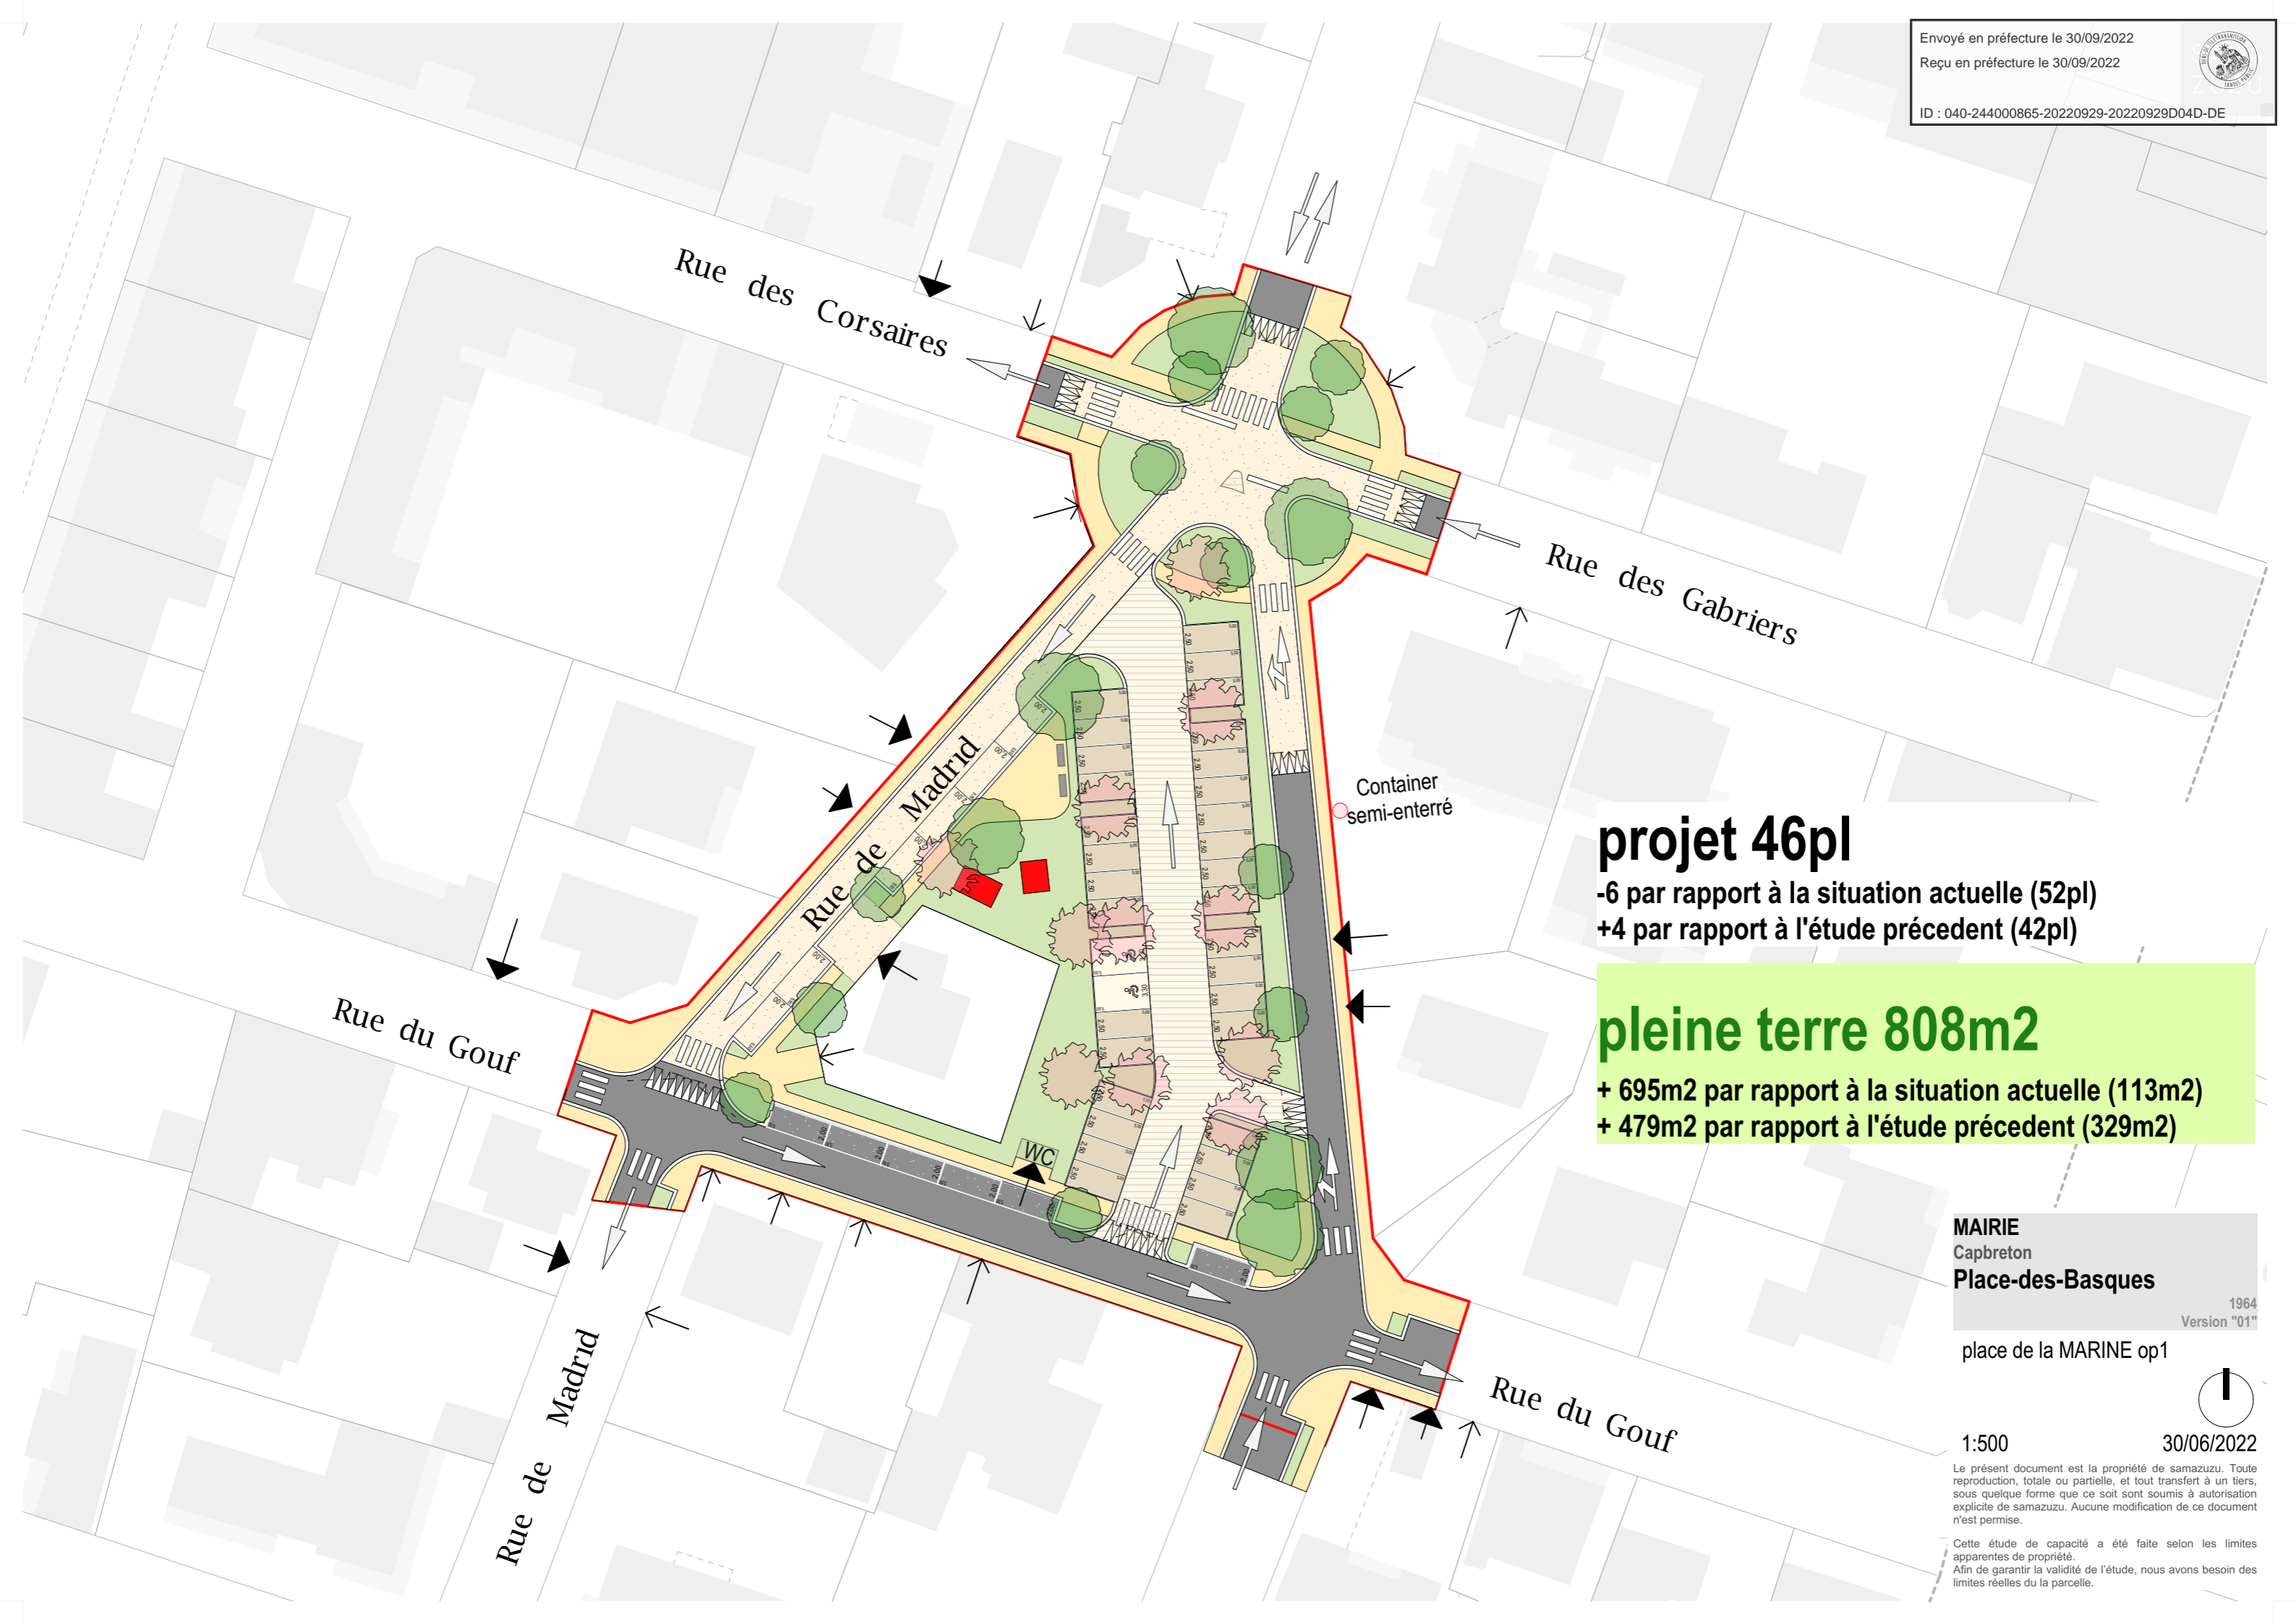 Envoyé en préfecture le 30/09/2022
Reçu en préfecture le 30/09/2022
ID : 040-244000865-20220929-20220929D04D-DE
Rue des Corsaires
Rue des Gabriers
Rue de Madrid
Container
semi-enterré
projet 46pl
-6 par rapport à la situation actuelle (52pl)
+4 par rapport à l'étude précedent (42pl)
pleine terre 808m2
+ 695m2 par rapport à la situation actuelle (113m2)
+ 479m2 par rapport à l'étude précedent (329m2)
Rue du Gouf
WC
Rue de Madrid
Rue du Gouf
MAIRIE
Capbreton
Place-des-Basques
1964
Version "01"
place de la MARINE op1
1:500
30/06/2022
Le présent document est la propriété de samazuzu. Toute
reproduction, totale ou partielle, et tout transfert à un tiers,
sous quelque forme que ce soit sont soumis à autorisation
explicite de samazuzu. Aucune modification de ce document
n'est permise.
Cette étude de capacité a été faite selon les limites
apparentes de propriété.
Afin de garantir la validité de l'étude, nous avons besoin des
limites réelles du la parcelle.